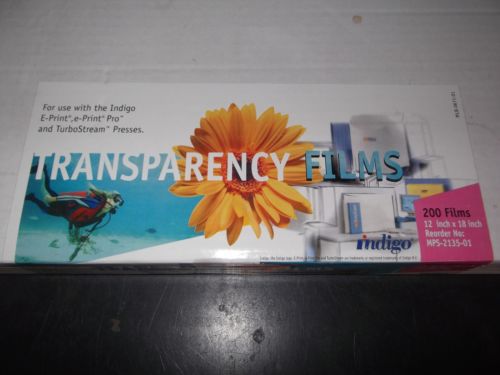 For use with the Indigo
E-Print®, e-Print® Pro™
and TurboStream™ Presses.
TRANSPARENCY FILMS
200 Films
12 inch x 18 inch
Reorder No:
MPS-2135-01
indigo